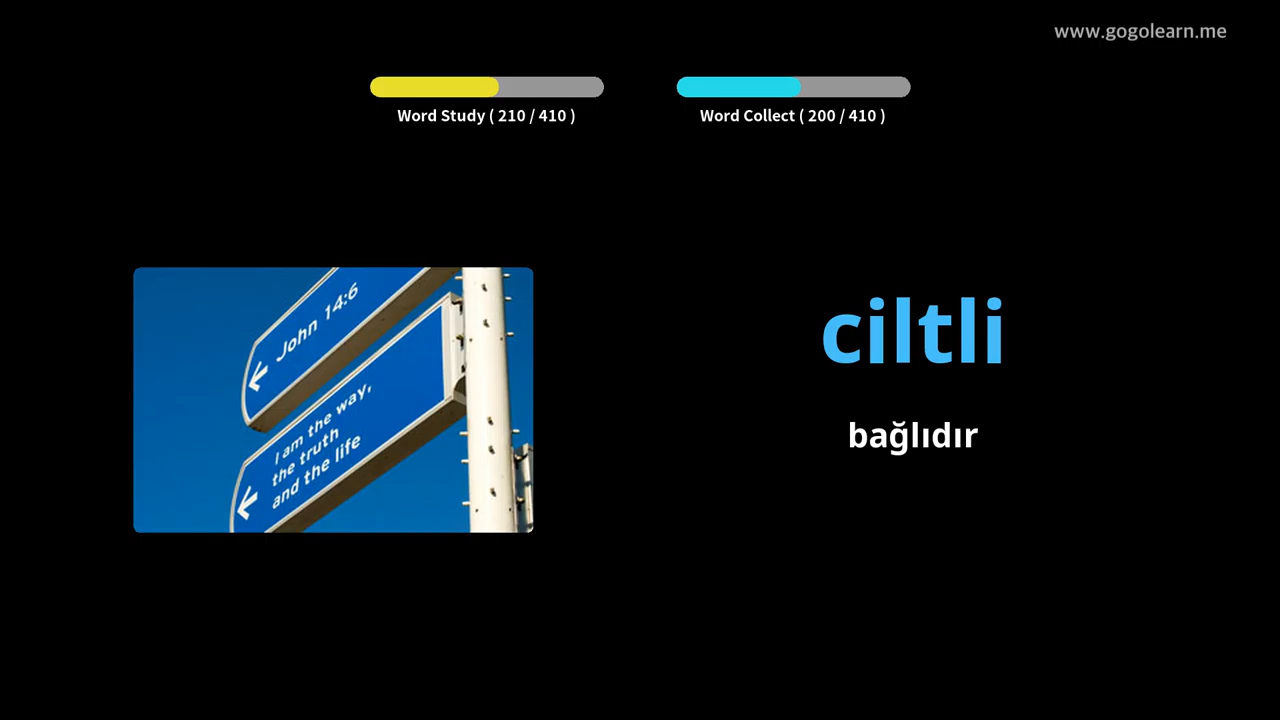 www.gogolearn.me
Word Study ( 210 / 410 )
Word Collect ( 200 / 410 )
John 14:6
I am the way,
the truth
and the life
ciltli
bağlıdır